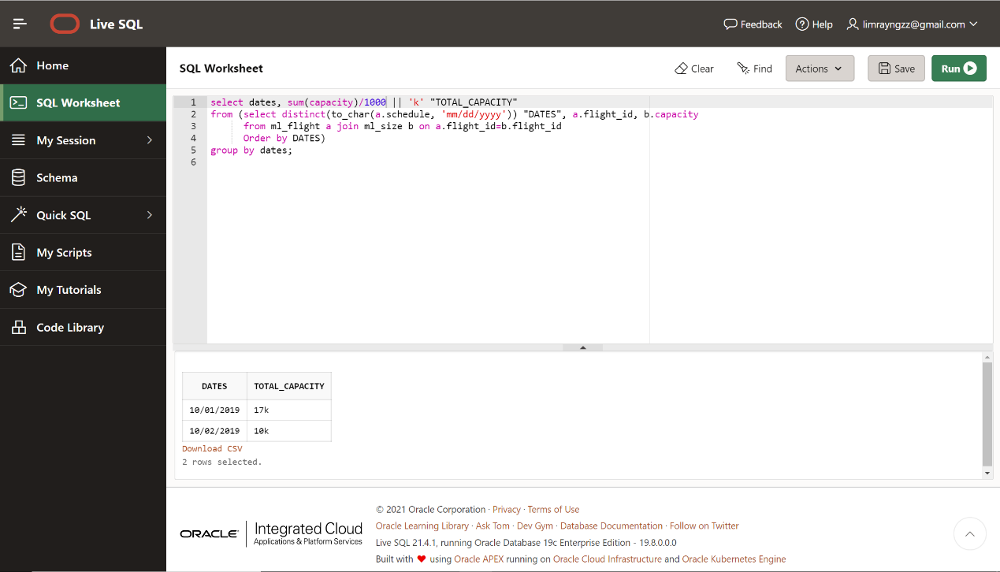 Live SQL
Feedback
Help
limrayngzz@gmail.com
Home
SQL Worksheet
My Session
Schema
Quick SQL
My Scripts
My Tutorials
Code Library
SQL Worksheet
Clear
Find
Actions
Save
Run
1 select dates, sum(capacity)/1000 || 'k' "TOTAL_CAPACITY"
2 from (select distinct(to_char(a.schedule, 'mm/dd/yyyy')) "DATES", a.flight_id, b.capacity
3 from ml_flight a join ml_size b on a.flight_id=b.flight_id
4 Order by DATES)
5 group by dates;
6
DATES TOTAL_CAPACITY
10/01/2019 17k
10/02/2019 10k
Download CSV
2 rows selected.
ORACLE Integrated Cloud
Applications & Platform Services
© 2021 Oracle Corporation · Privacy · Terms of Use
Oracle Learning Library · Ask Tom · Dev Gym · Database Documentation · Follow on Twitter
Live SQL 21.4.1, running Oracle Database 19c Enterprise Edition - 19.8.0.0.0
Built with ❤ using Oracle APEX running on Oracle Cloud Infrastructure and Oracle Kubernetes Engine